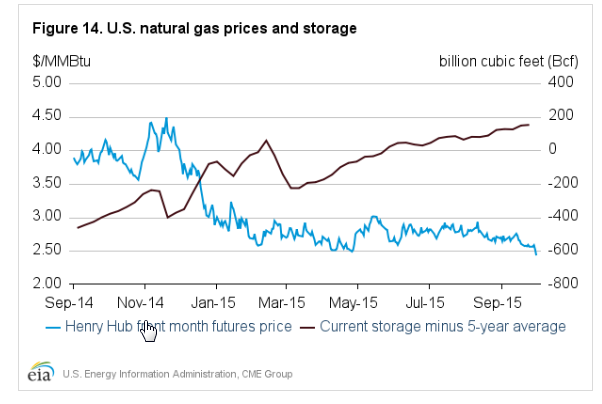 Figure 14. U.S. natural gas prices and storage
$/MMBtu billion cubic feet (Bcf)
5.00 400
4.50 200
4.00 0
3.50 -200
3.00 -400
2.50 -600
2.00 -800
Sep-14 Nov-14 Jan-15 Mar-15 May-15 Jul-15 Sep-15
Henry Hub front month futures price Current storage minus 5-year average
eia U.S. Energy Information Administration, CME Group